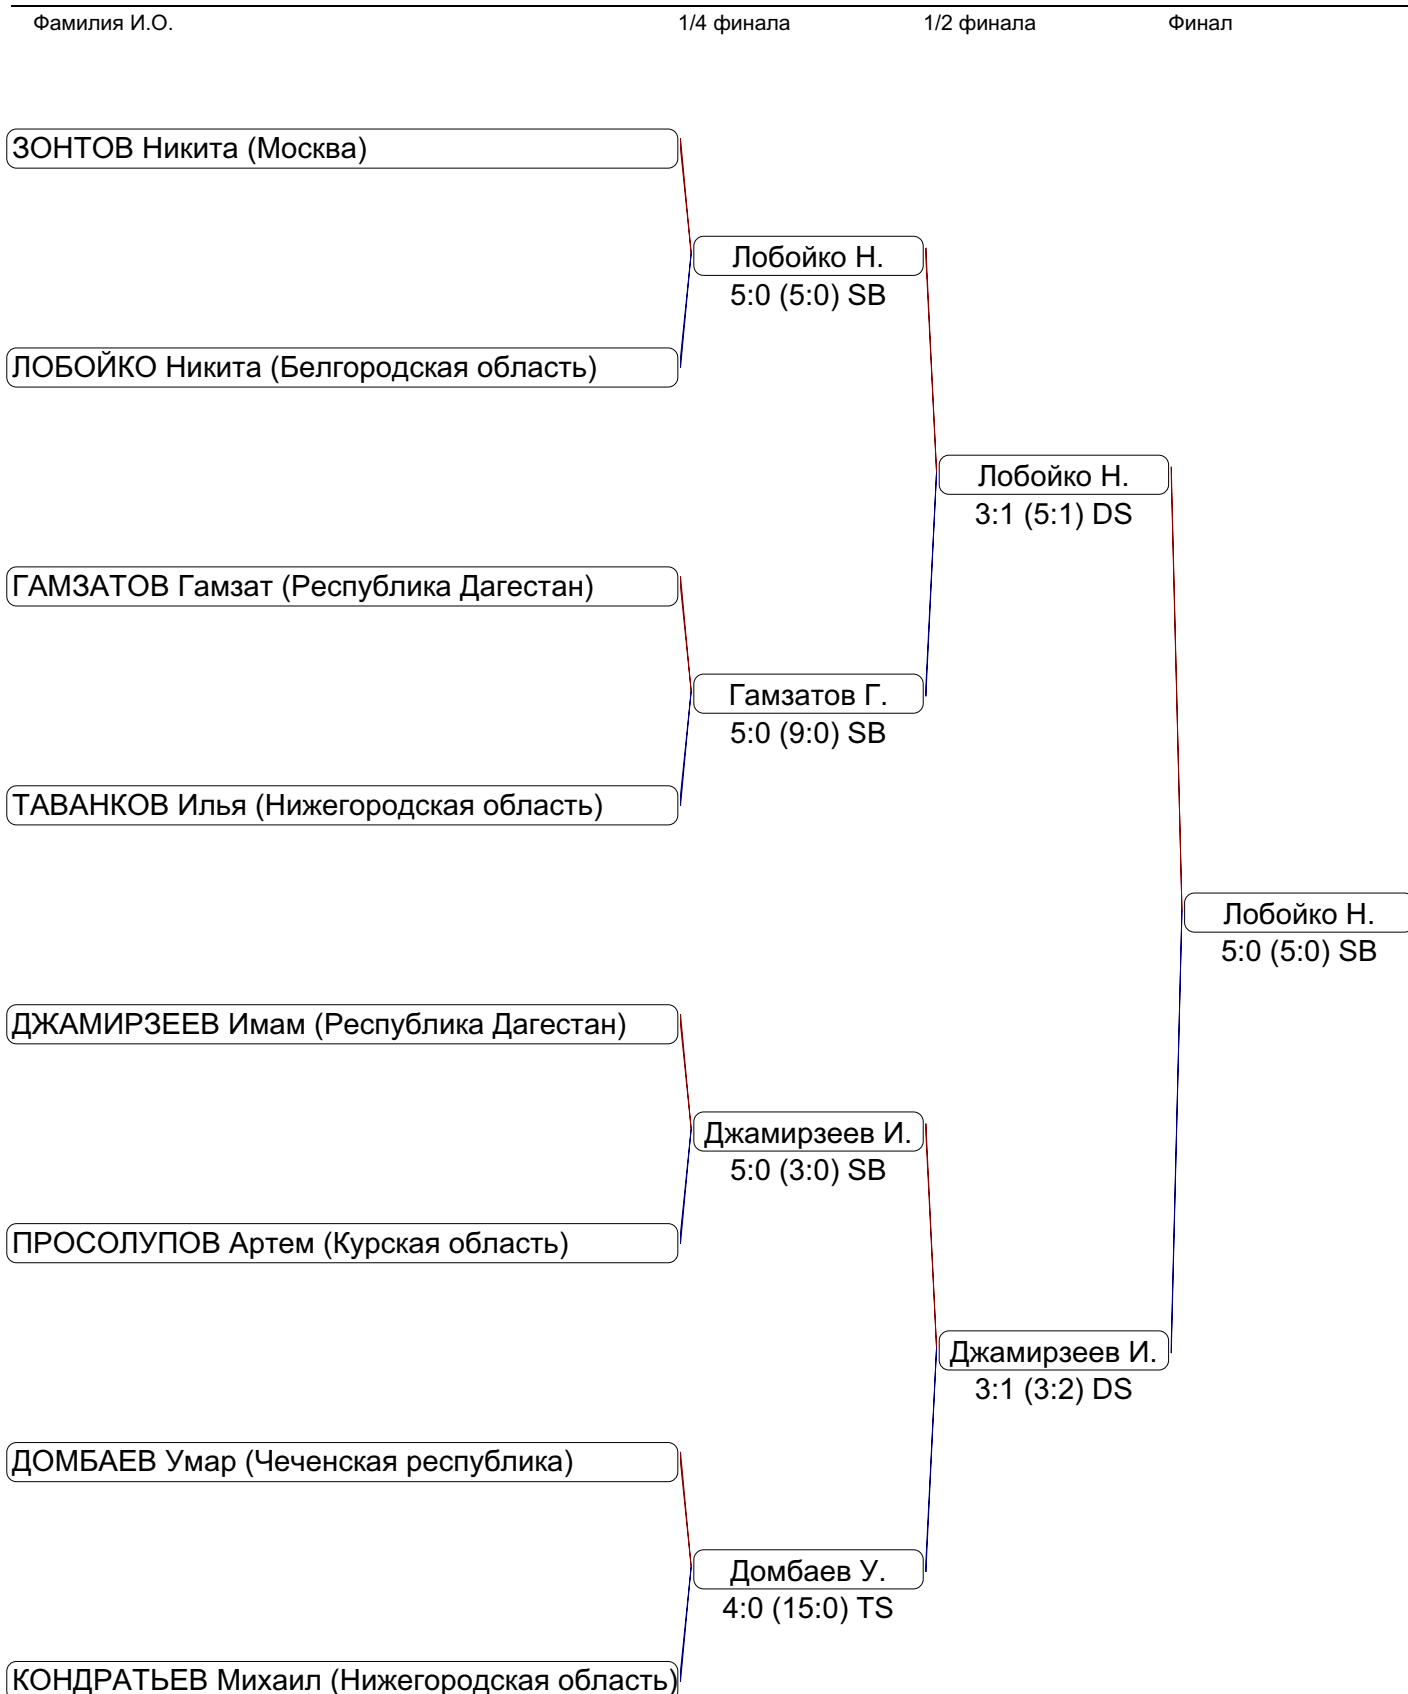 Фамилия И.О. 1/4 финала 1/2 финала Финал
ЗОНТОВ Никита (Москва)
Лобойко Н.
5:0 (5:0) SB
ЛОБОЙКО Никита (Белгородская область)
Лобойко Н.
3:1 (5:1) DS
ГАМЗАТОВ Гамзат (Республика Дагестан)
Гамзатов Г.
5:0 (9:0) SB
ТАВАНКОВ Илья (Нижегородская область)
Лобойко Н.
5:0 (5:0) SB
ДЖАМИРЗЕЕВ Имам (Республика Дагестан)
Джамирзеев И.
5:0 (3:0) SB
ПРОСОЛУПОВ Артем (Курская область)
Джамирзеев И.
3:1 (3:2) DS
ДОМБАЕВ Умар (Чеченская республика)
Домбаев У.
4:0 (15:0) TS
КОНДРАТЬЕВ Михаил (Нижегородская область)